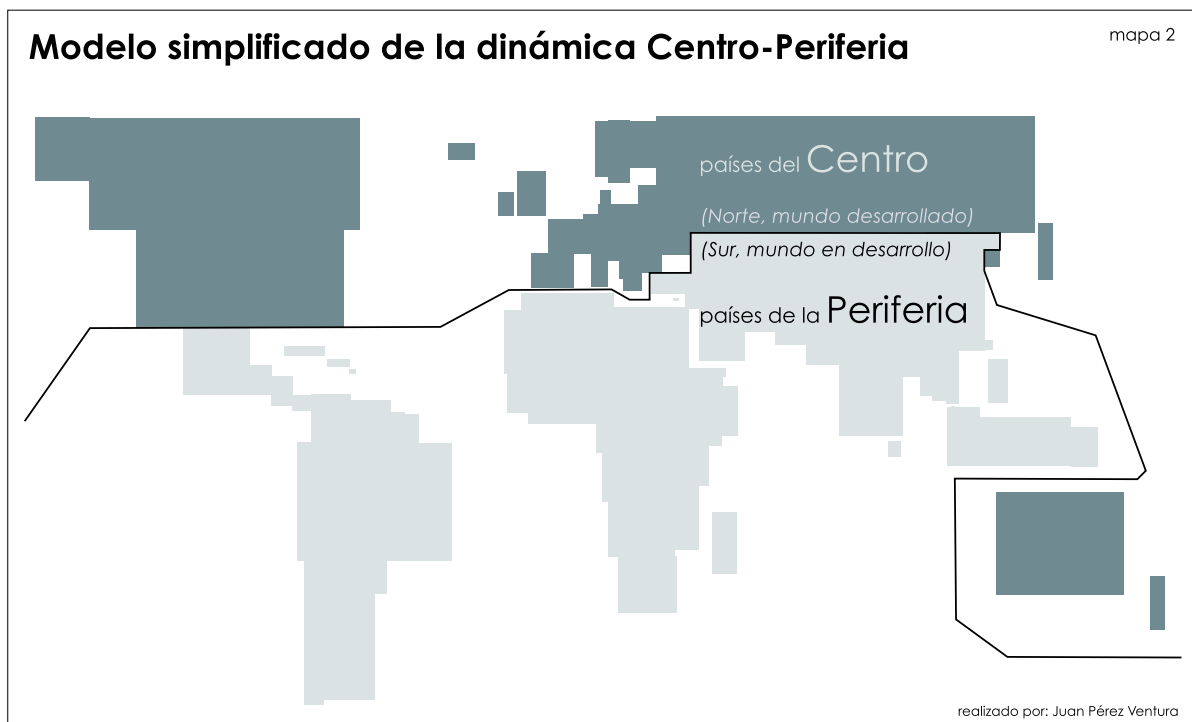 Modelo simplificado de la dinámica Centro-Periferia
mapa 2
países del Centro
(Norte, mundo desarrollado)
(Sur, mundo en desarrollo)
países de la Periferia
realizado por: Juan Pérez Ventura